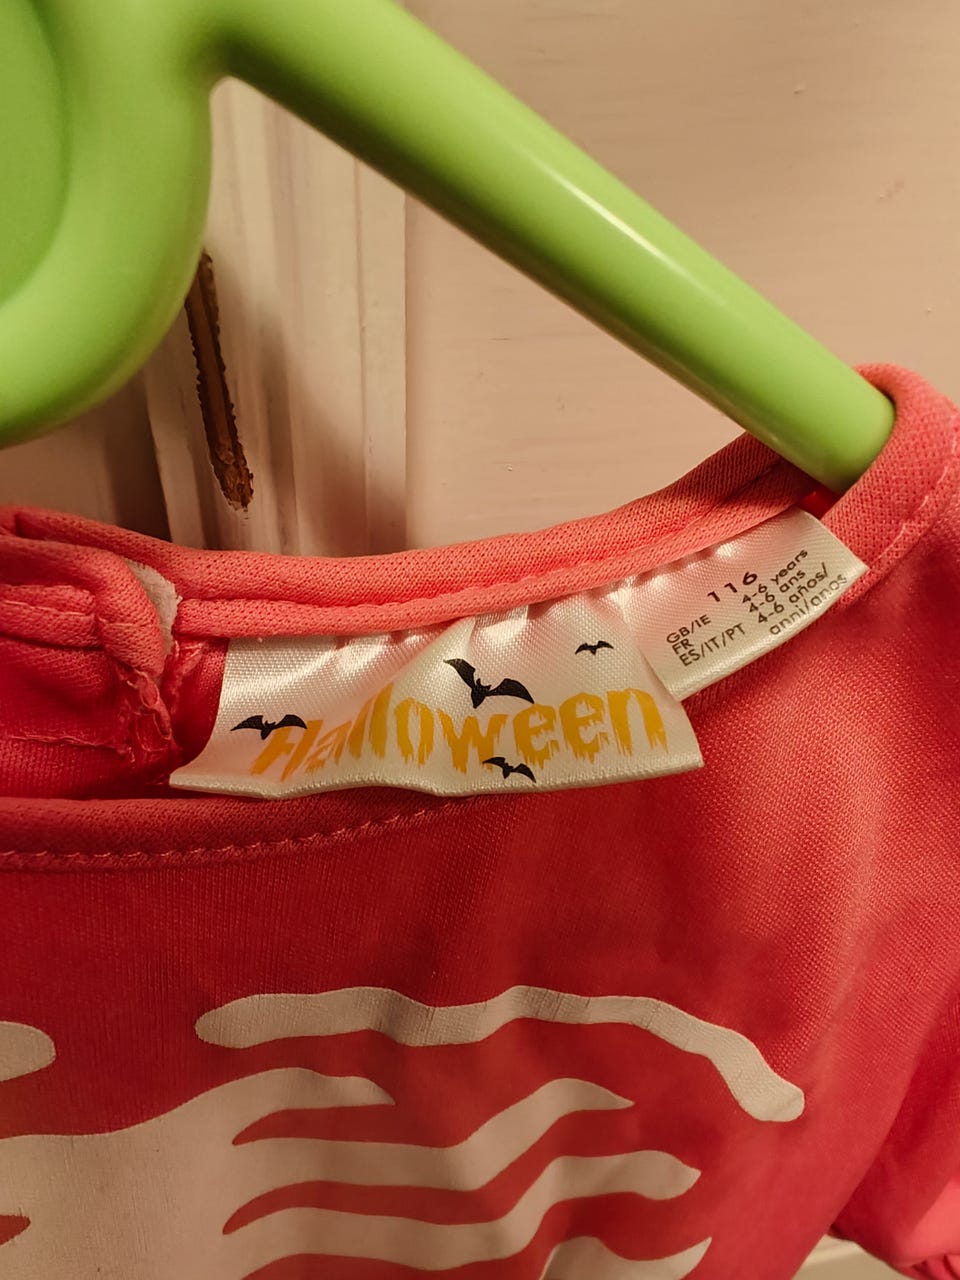 Halloween
116
GB/IE 4-6 years
FR 4-6 ans
ES/IT/PT 4-6 años/
anni/anos